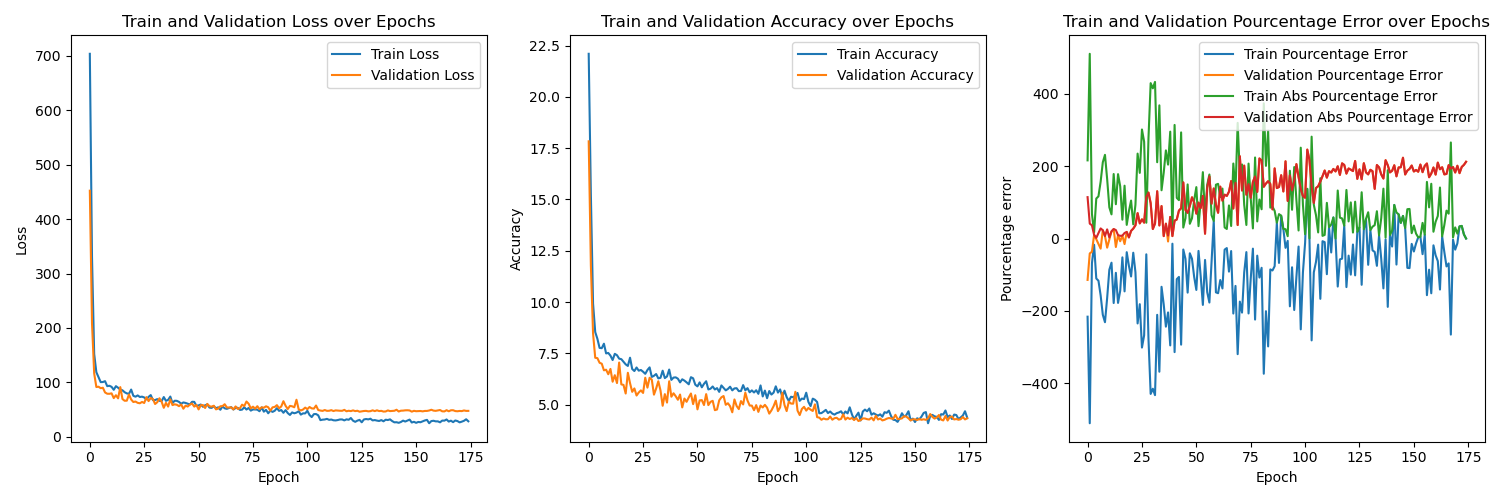 Train and Validation Loss over Epochs
Train Loss
Validation Loss
Loss
700
600
500
400
300
200
100
0
0 25 50 75 100 125 150 175
Epoch
Train and Validation Accuracy over Epochs
Train Accuracy
Validation Accuracy
Accuracy
22.5
20.0
17.5
15.0
12.5
10.0
7.5
5.0
0 25 50 75 100 125 150 175
Epoch
Train and Validation Pourcentage Error over Epochs
Train Pourcentage Error
Validation Pourcentage Error
Train Abs Pourcentage Error
Validation Abs Pourcentage Error
Pourcentage error
400
200
0
−200
−400
0 25 50 75 100 125 150 175
Epoch